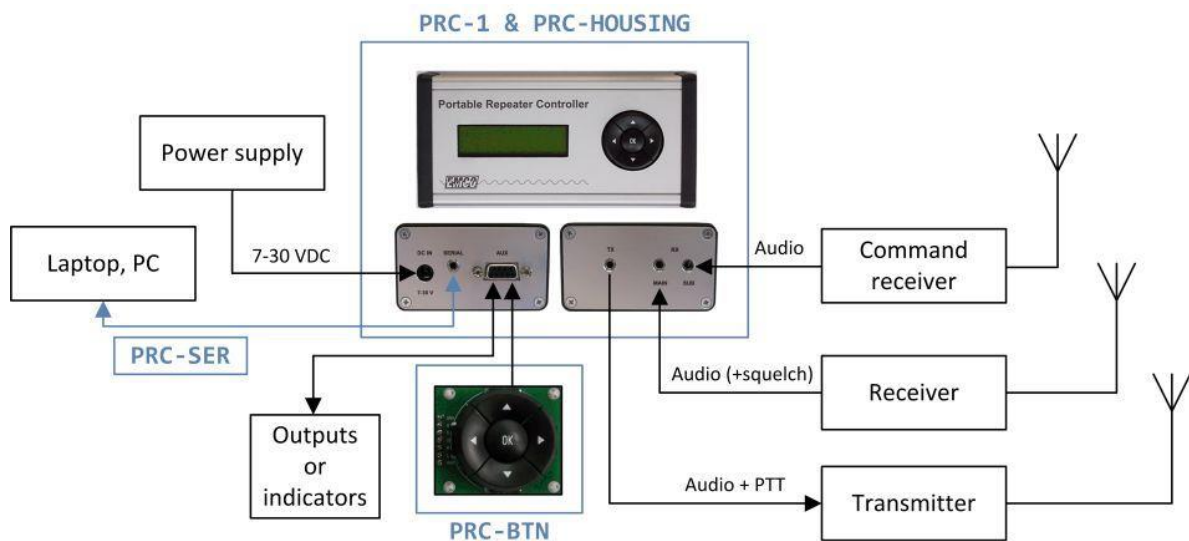 PRC-1 & PRC-HOUSING
Portable Repeater Controller
OK
EMCO
Power supply
Laptop, PC
7-30 VDC
DC IN
SERIAL
AUX
7-30 V
TX
RX
MAIN
SUB
Audio
Command
receiver
PRC-SER
Audio (+squelch)
Receiver
Outputs
or
indicators
OK
PRC-BTN
Audio + PTT
Transmitter